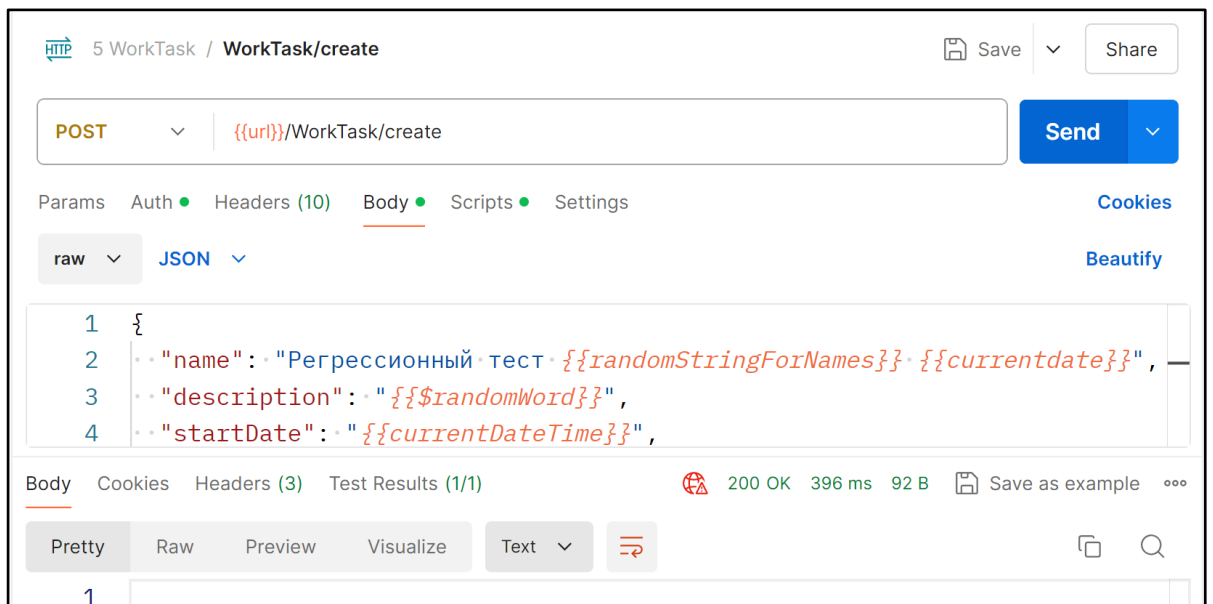 HTTP 5 WorkTask / WorkTask/create Save Share
POST {{url}}/WorkTask/create Send
Params Auth Headers (10) Body Scripts Settings Cookies
raw JSON Beautify
1 {
2 "name": "Регрессионный тест {{randomStringForNames}} {{currentdate}}",
3 "description": "{{$randomWord}}",
4 "startDate": "{{currentDateTime}}",
Body Cookies Headers (3) Test Results (1/1) 200 OK 396 ms 92 B Save as example
Pretty Raw Preview Visualize Text
1